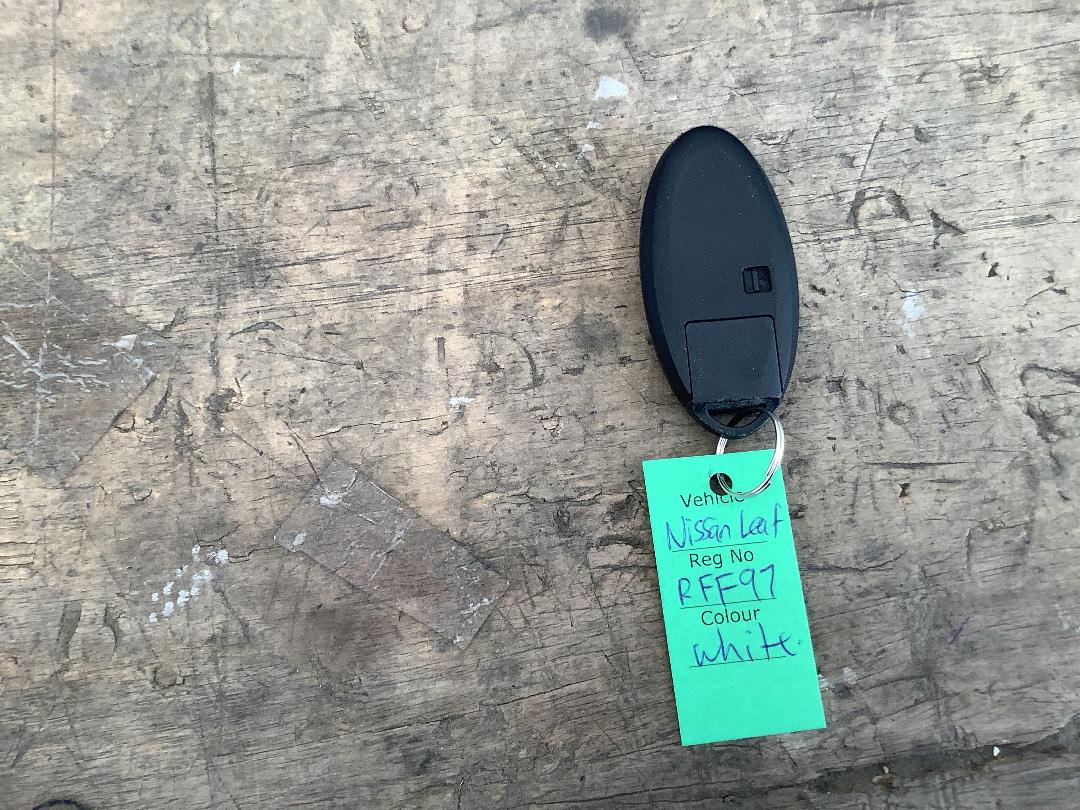 Vehicle
Nissan Leaf
Reg No
RFF97
Colour
white.